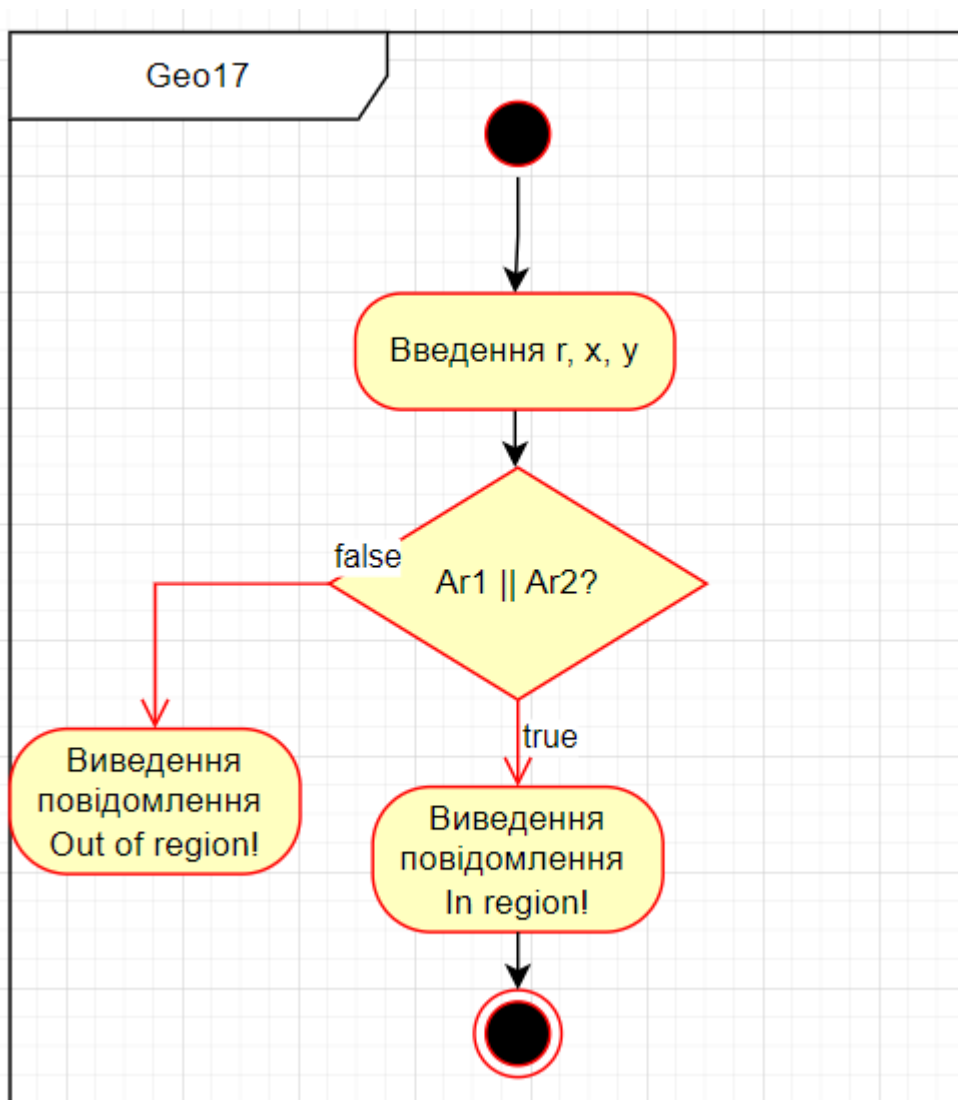 Geo17
Введення r, x, y
false
Ar1 || Ar2?
true
Виведення
повідомлення
Out of region!
Виведення
повідомлення
In region!